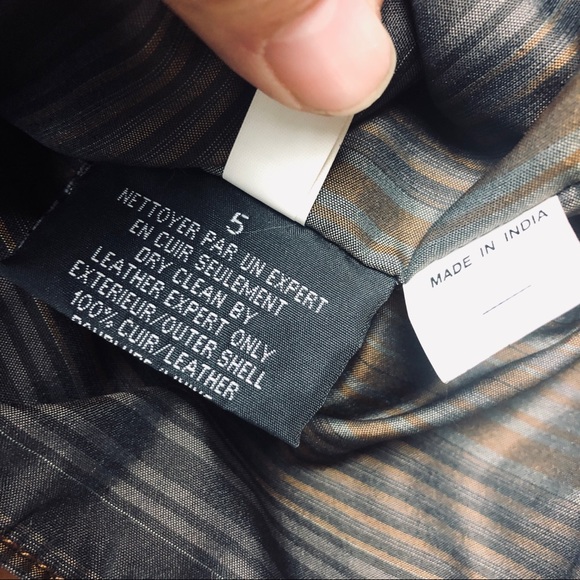 5
NETTOYER PAR UN EXPERT
EN CUIR SEULEMENT
DRY CLEAN BY
LEATHER EXPERT ONLY
EXTERIEUR/OUTER SHELL
100% CUIR/LEATHER
MADE IN INDIA